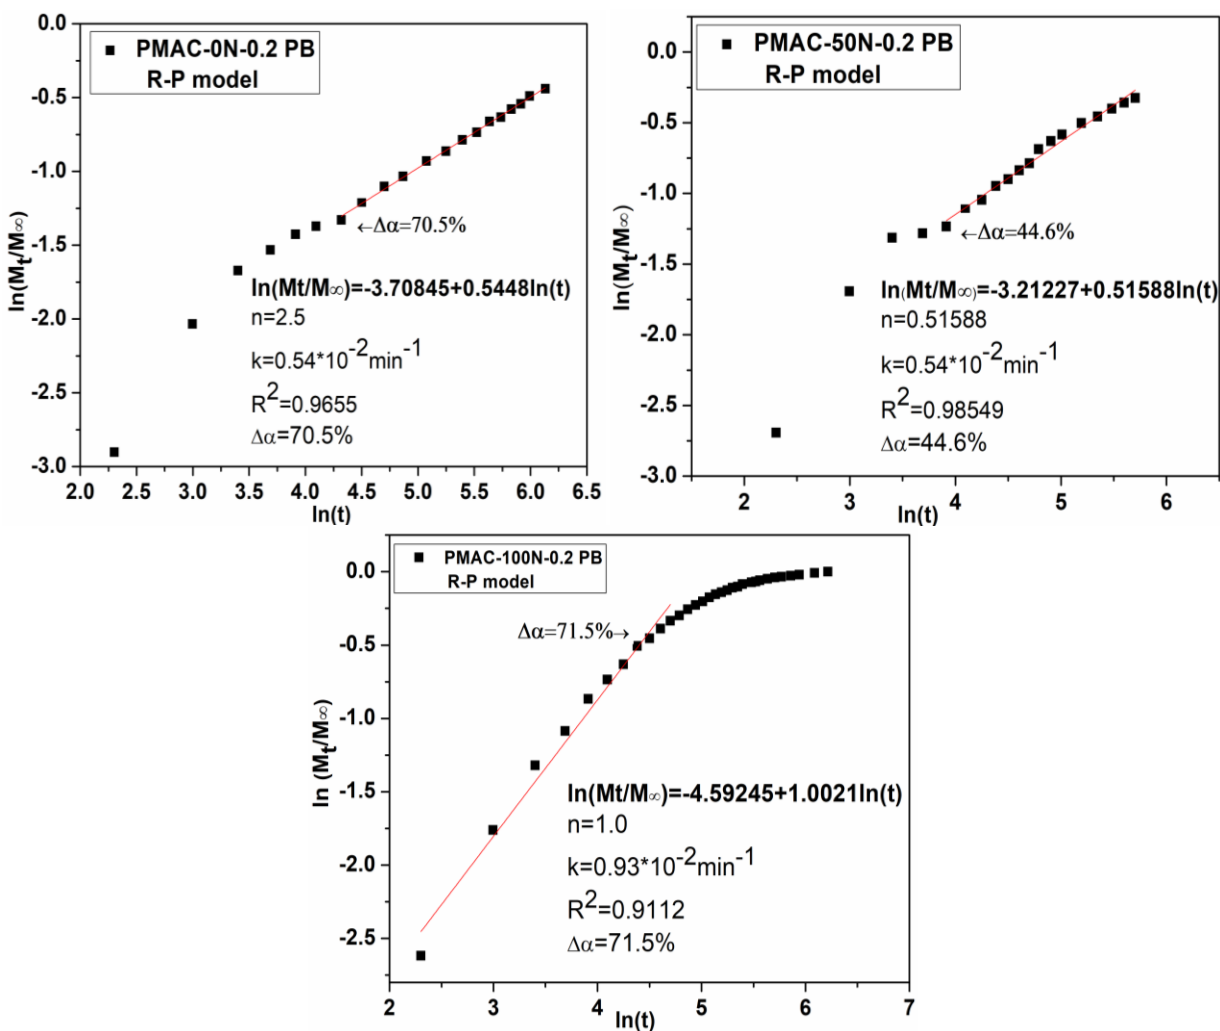 PMAC-0N-0.2 PB
R-P model
0.0
-0.5
-1.0
-1.5
-2.0
-2.5
-3.0
ln(Mt/M∞)
←Δα=70.5%
ln(Mt/M∞)=-3.70845+0.5448ln(t)
n=2.5
k=0.54*10-2min-1
R2=0.9655
Δα=70.5%
2.0 2.5 3.0 3.5 4.0 4.5 5.0 5.5 6.0 6.5
ln(t)
PMAC-50N-0.2 PB
R-P model
0.0
-0.5
-1.0
-1.5
-2.0
-2.5
-3.0
ln(Mt/M∞)
←Δα=44.6%
ln(Mt/M∞)=-3.21227+0.51588ln(t)
n=0.51588
k=0.54*10-2min-1
R2=0.98549
Δα=44.6%
2 3 4 5 6
ln(t)
PMAC-100N-0.2 PB
R-P model
0.0
-0.5
-1.0
-1.5
-2.0
-2.5
ln (Mt/M∞)
Δα=71.5%→
ln(Mt/M∞)=-4.59245+1.0021ln(t)
n=1.0
k=0.93*10-2min-1
R2=0.9112
Δα=71.5%
2 3 4 5 6 7
ln(t)